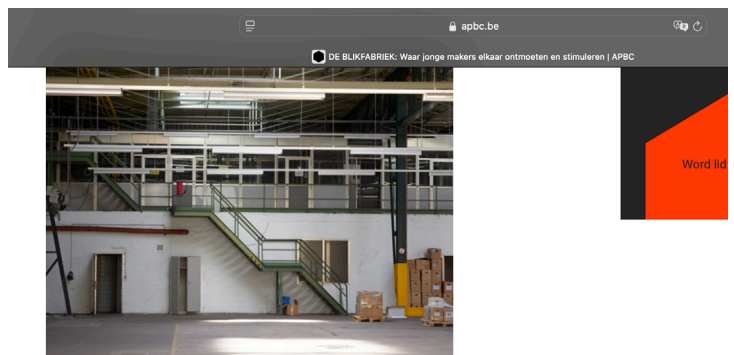 apbc.be
DE BLIKFABRIEK: Waar jonge makers elkaar ontmoeten en stimuleren | APBC
Word lid